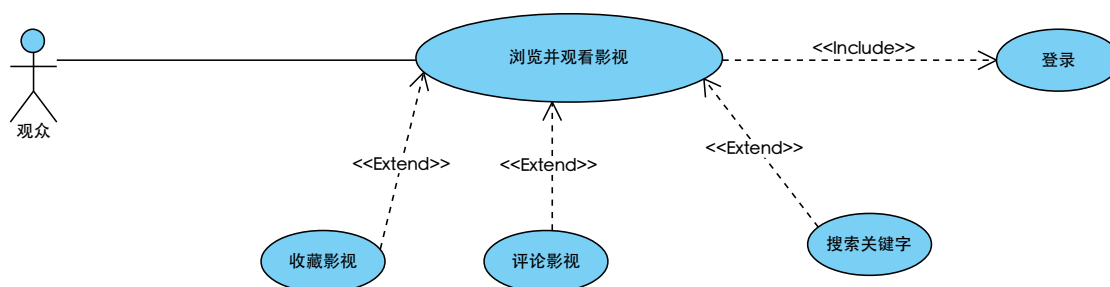 浏览并观看影视
<<Include>>
登录
观众
<<Extend>>
<<Extend>>
<<Extend>>
收藏影视
评论影视
搜索关键字